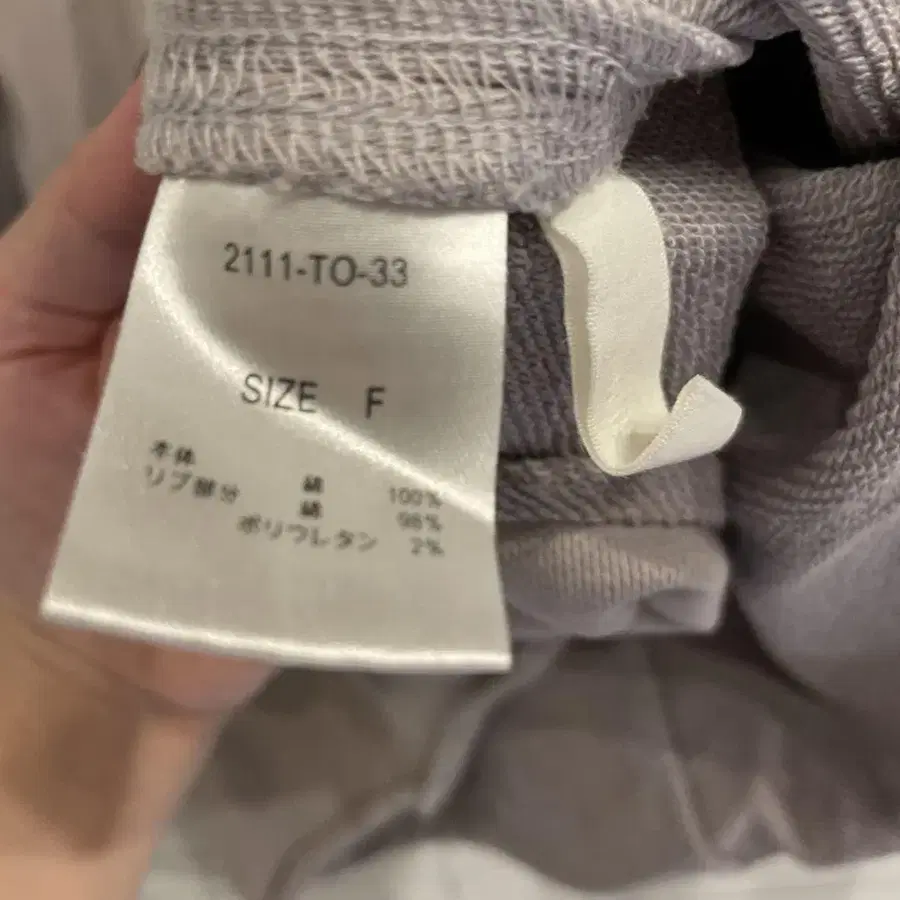 2111-TO-33
SIZE F
本体 綿 100%
リブ部分 綿 98%
ポリウレタン 2%